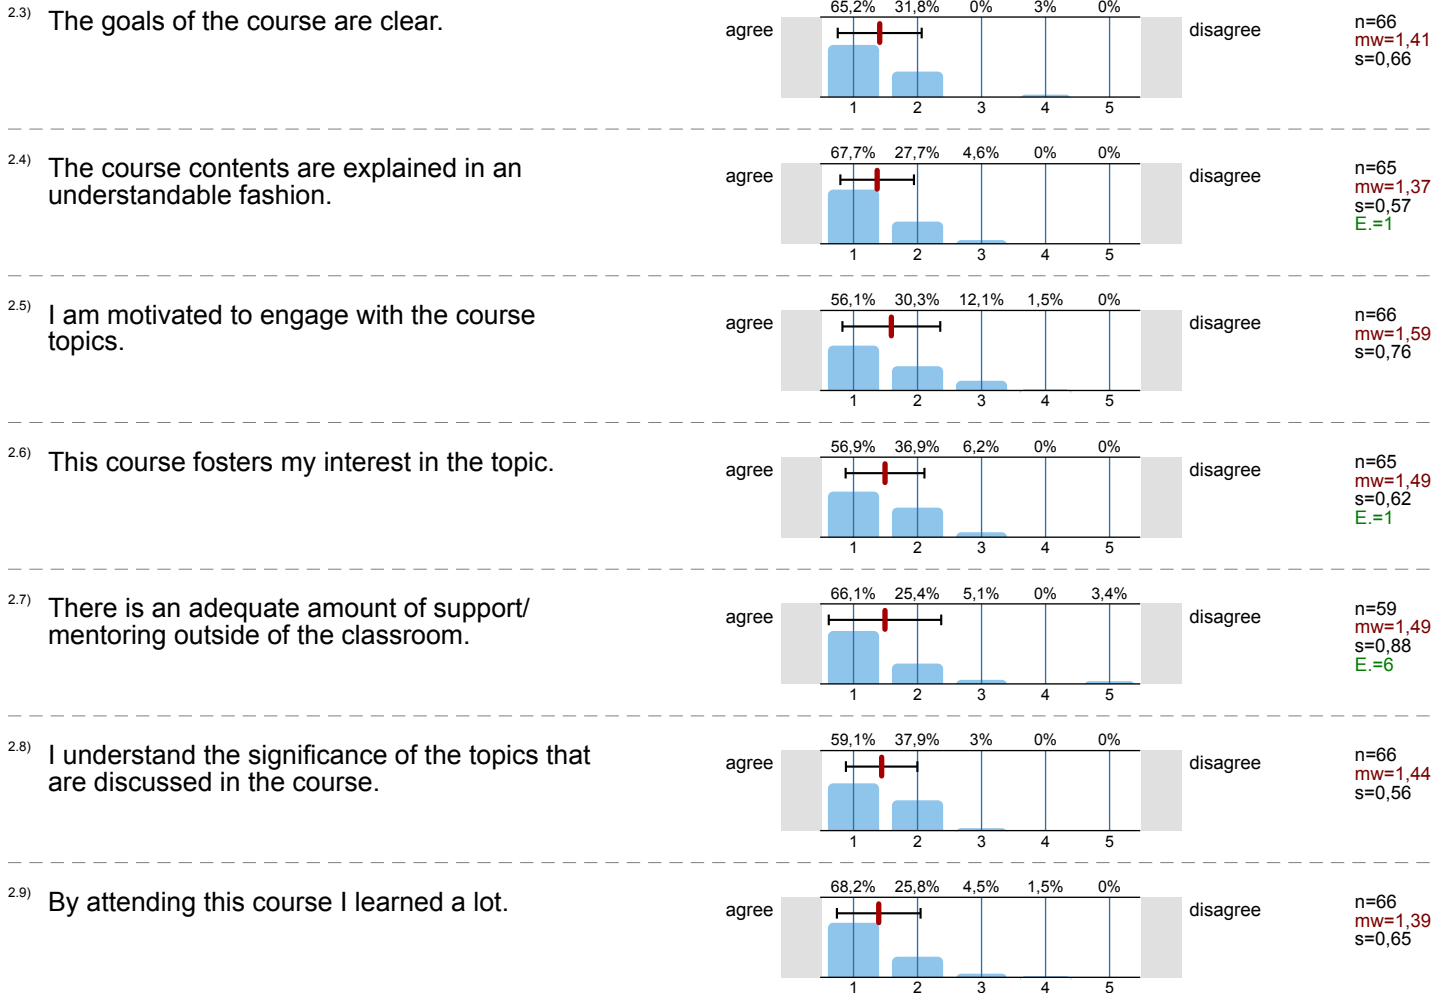 2.3) The goals of the course are clear.
65,2% 31,8% 0% 3% 0%
agree disagree
1 2 3 4 5
n=66
mw=1,41
s=0,66
2.4) The course contents are explained in an
understandable fashion.
67,7% 27,7% 4,6% 0% 0%
agree disagree
1 2 3 4 5
n=65
mw=1,37
s=0,57
E.=1
2.5) I am motivated to engage with the course
topics.
56,1% 30,3% 12,1% 1,5% 0%
agree disagree
1 2 3 4 5
n=66
mw=1,59
s=0,76
2.6) This course fosters my interest in the topic.
56,9% 36,9% 6,2% 0% 0%
agree disagree
1 2 3 4 5
n=65
mw=1,49
s=0,62
E.=1
2.7) There is an adequate amount of support/
mentoring outside of the classroom.
66,1% 25,4% 5,1% 0% 3,4%
agree disagree
1 2 3 4 5
n=59
mw=1,49
s=0,88
E.=6
2.8) I understand the significance of the topics that
are discussed in the course.
59,1% 37,9% 3% 0% 0%
agree disagree
1 2 3 4 5
n=66
mw=1,44
s=0,56
2.9) By attending this course I learned a lot.
68,2% 25,8% 4,5% 1,5% 0%
agree disagree
1 2 3 4 5
n=66
mw=1,39
s=0,65